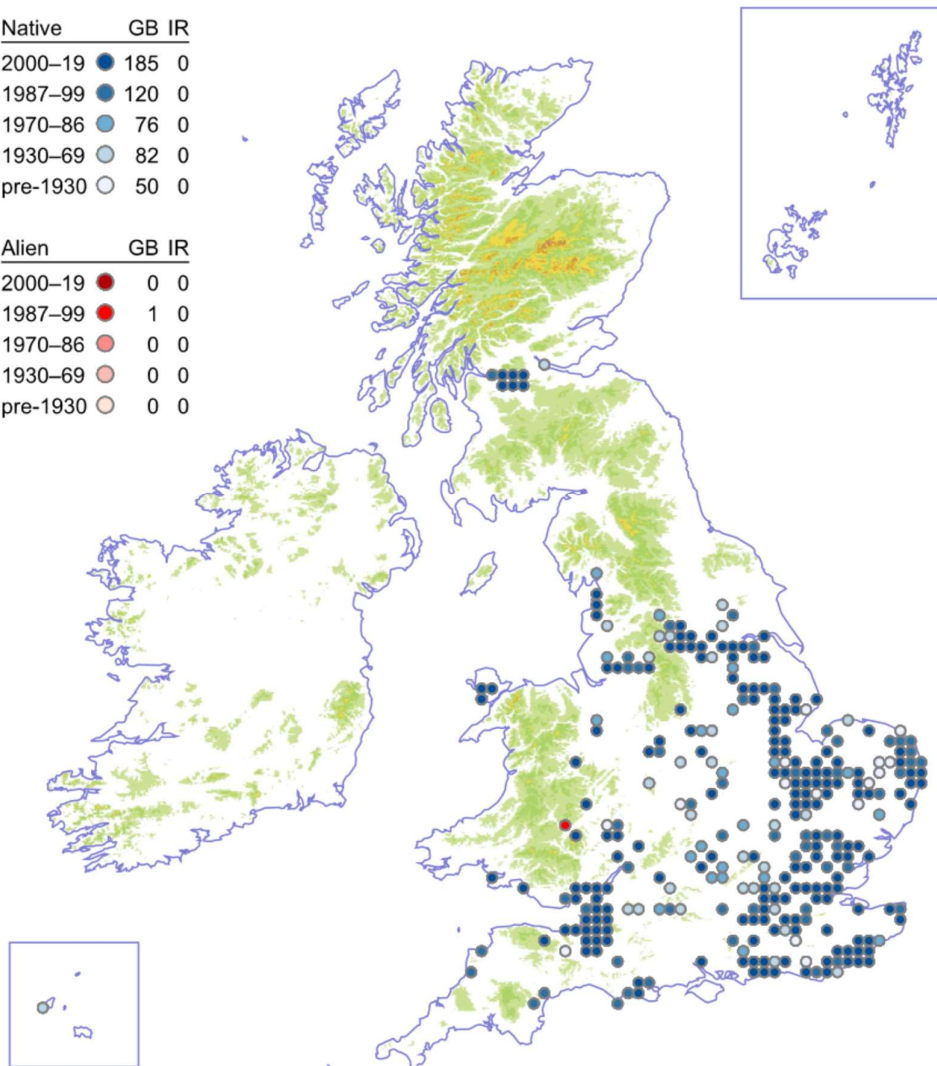 Native GB IR
2000–19 185 0
1987–99 120 0
1970–86 76 0
1930–69 82 0
pre-1930 50 0
Alien GB IR
2000–19 0 0
1987–99 1 0
1970–86 0 0
1930–69 0 0
pre-1930 0 0